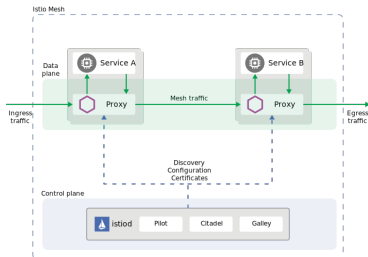 Istio Mesh
Data
plane
Service A
Service B
Proxy
Mesh traffic
Proxy
Ingress
traffic
Egress
traffic
Discovery
Configuration
Certificates
Control plane
istiod
Pilot
Citadel
Galley